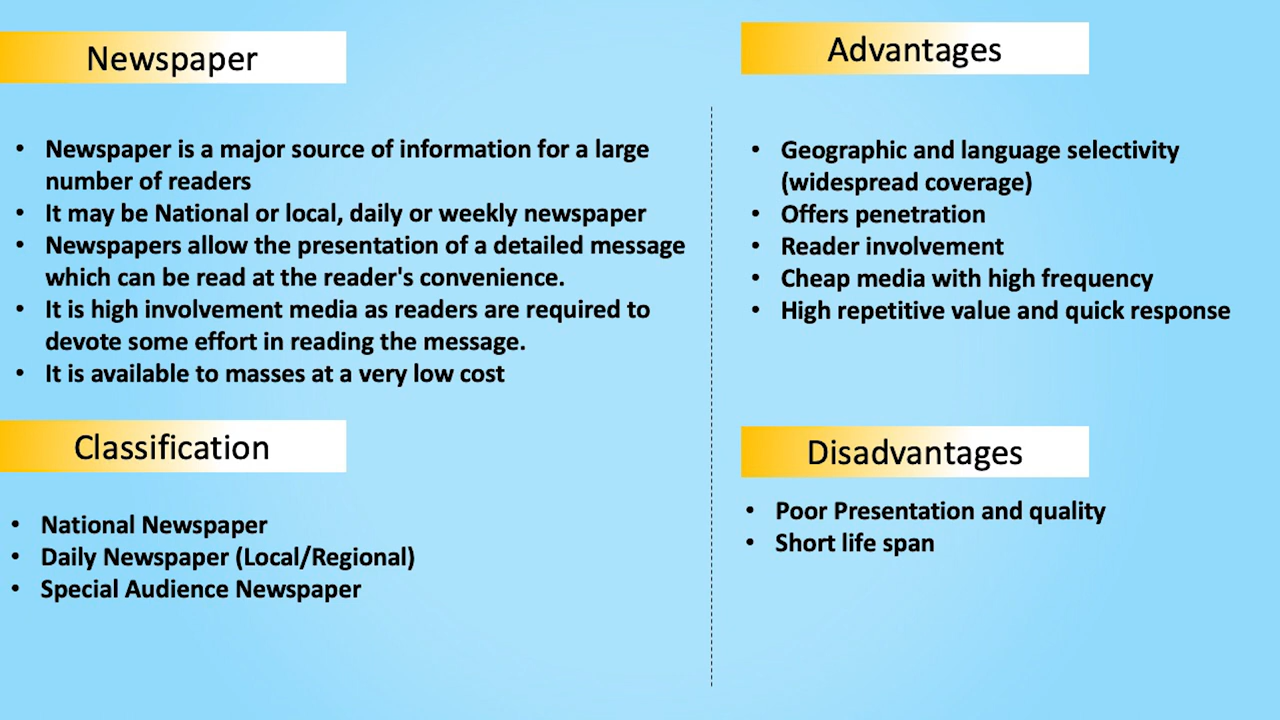 Newspaper
• Newspaper is a major source of information for a large
number of readers
• It may be National or local, daily or weekly newspaper
• Newspapers allow the presentation of a detailed message
which can be read at the reader's convenience.
• It is high involvement media as readers are required to
devote some effort in reading the message.
• It is available to masses at a very low cost
Classification
• National Newspaper
• Daily Newspaper (Local/Regional)
• Special Audience Newspaper
Advantages
• Geographic and language selectivity
(widespread coverage)
• Offers penetration
• Reader involvement
• Cheap media with high frequency
• High repetitive value and quick response
Disadvantages
• Poor Presentation and quality
• Short life span